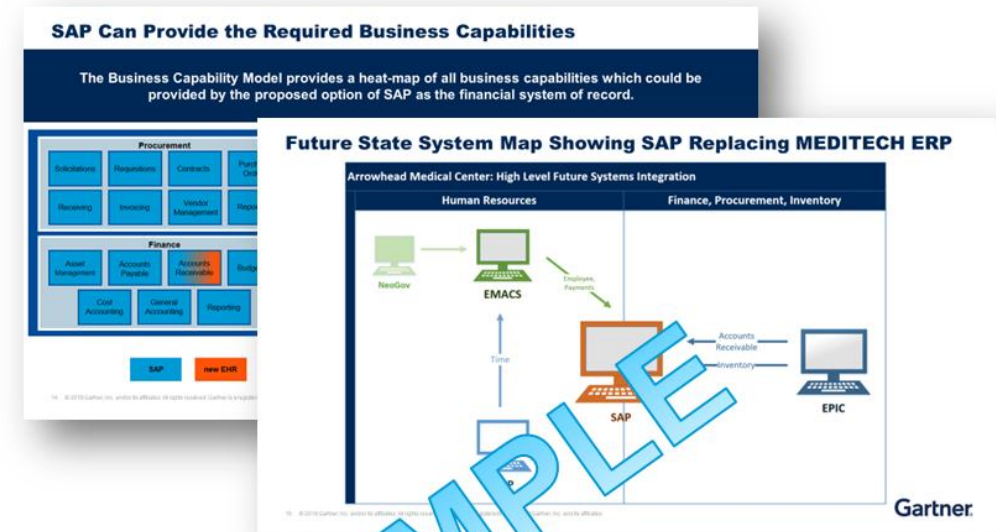 SAP Can Provide the Required Business Capabilities
The Business Capability Model provides a heat-map of all business capabilities which could be
provided by the proposed option of SAP as the financial system of record.
Procurement
Solicitations
Requisitions
Contracts
Receiving
Invoicing
Vendor
Management
Finance
Asset
Management
Accounts
Payable
Accounts
Receivable
Cost
Accounting
General
Accounting
Reporting
SAP
new EHR
Future State System Map Showing SAP Replacing MEDITECH ERP
Arrowhead Medical Center: High Level Future Systems Integration
Human Resources
Finance, Procurement, Inventory
NeoGov
EMACS
Employee,
Payments
Time
SAP
Accounts
Receivable
Inventory
EPIC
Gartner